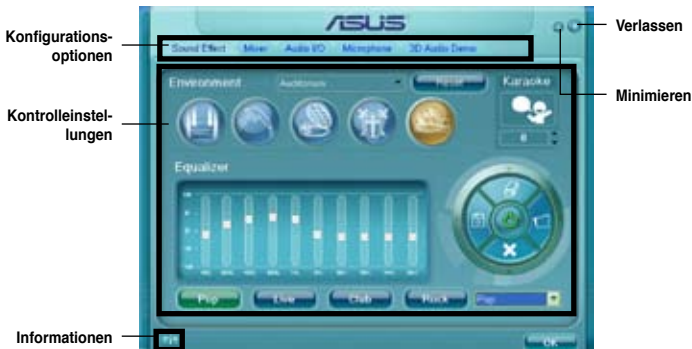 ASUS
Verlassen
Konfigurations-
optionen
Sound Effect Mixer Audio I/O Microphone 3D Audio Demo
Minimieren
Environment Auditorium Reset Karaoke
Kontrolleinstel-
lungen
0
Equalizer
Pop Live Club Rock Pop
Informationen
OK